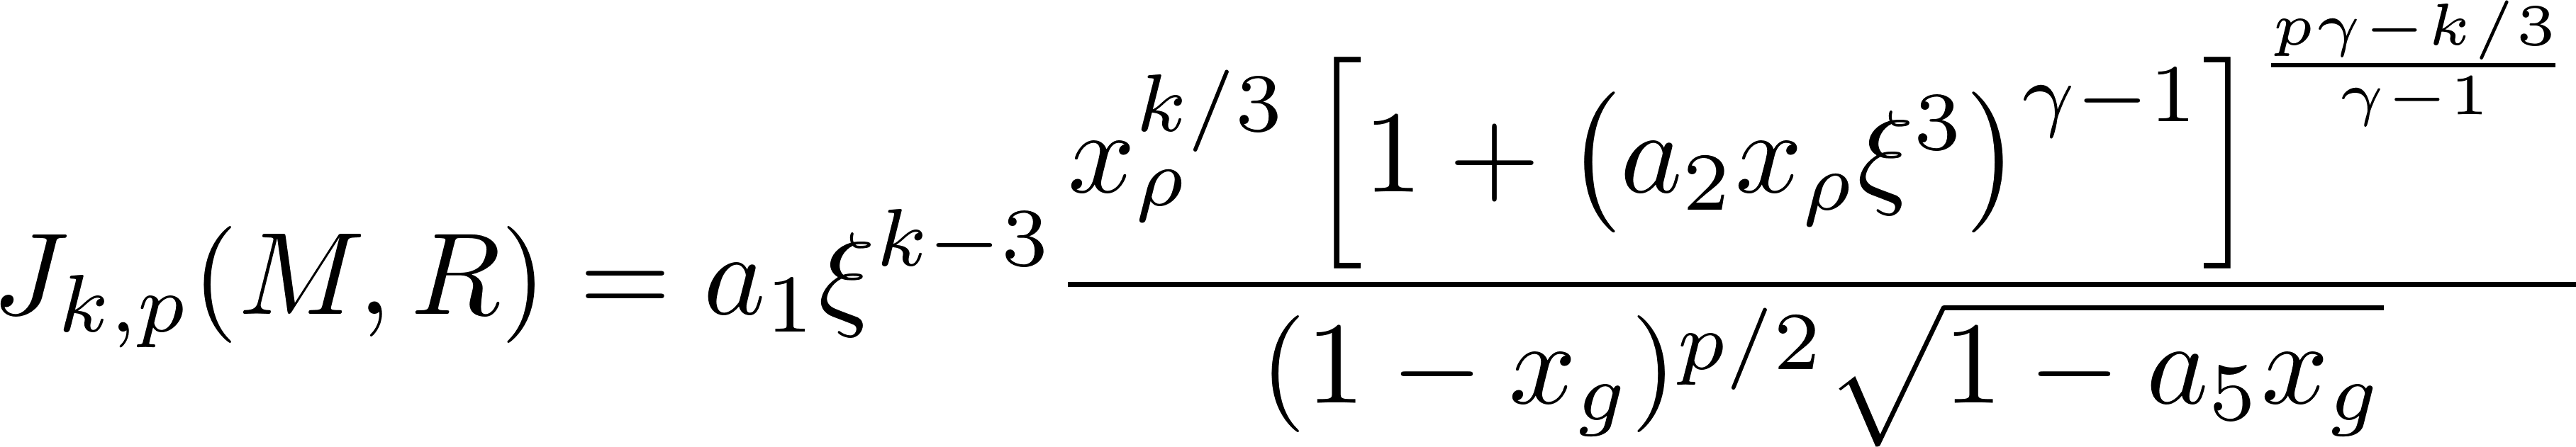 J_{k,p}(M, R) = a_1 \xi^{k-3} \frac{x_\rho^{k/3} \left[ 1 + \left( a_2 x_\rho \xi^3 \right)^{\gamma-1} \right]^{\frac{p\gamma-k/3}{\gamma-1}}}{(1 - x_g)^{p/2} \sqrt{1 - a_5 x_g}}